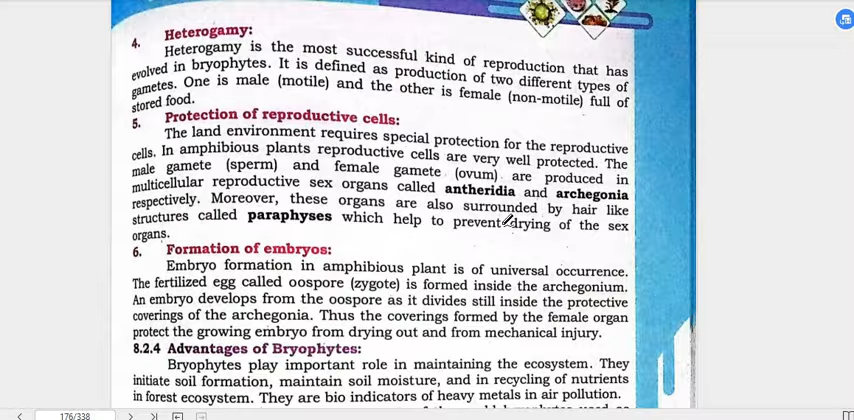 4. Heterogamy:
Heterogamy is the most successful kind of reproduction that has
evolved in bryophytes. It is defined as production of two different types of
gametes. One is male (motile) and the other is female (non-motile) full of
stored food.
5. Protection of reproductive cells:
The land environment requires special protection for the reproductive
cells. In amphibious plants reproductive cells are very well protected. The
male gamete (sperm) and female gamete (ovum) are produced in
multicellular reproductive sex organs called antheridia and archegonia
respectively. Moreover, these organs are also surrounded by hair like
structures called paraphyses which help to prevent drying of the sex
organs.
6. Formation of embryos:
Embryo formation in amphibious plant is of universal occurrence.
The fertilized egg called oospore (zygote) is formed inside the archegonium.
An embryo develops from the oospore as it divides still inside the protective
coverings of the archegonia. Thus the coverings formed by the female organ
protect the growing embryo from drying out and from mechanical injury.
8.2.4 Advantages of Bryophytes:
Bryophytes play important role in maintaining the ecosystem. They
initiate soil formation, maintain soil moisture, and in recycling of nutrients
in forest ecosystem. They are bio indicators of heavy metals in air pollution.
176/338